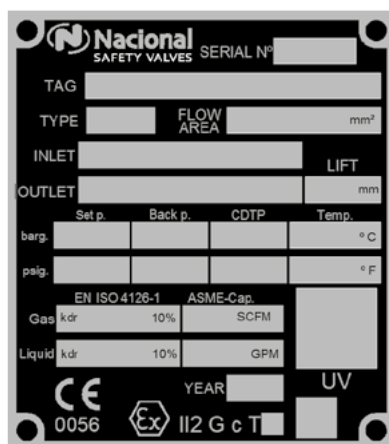 Nacional
SAFETY VALVES
SERIAL Nº
TAG
TYPE FLOW AREA mm²
INLET
LIFT
OUTLET mm
Set p. Back p. CDTP Temp.
barg. º C
psig. º F
EN ISO 4126-1 ASME-Cap.
Gas kdr 10% SCFM
Liquid kdr 10% GPM
CE YEAR UV
0056 Ex II2 G c T